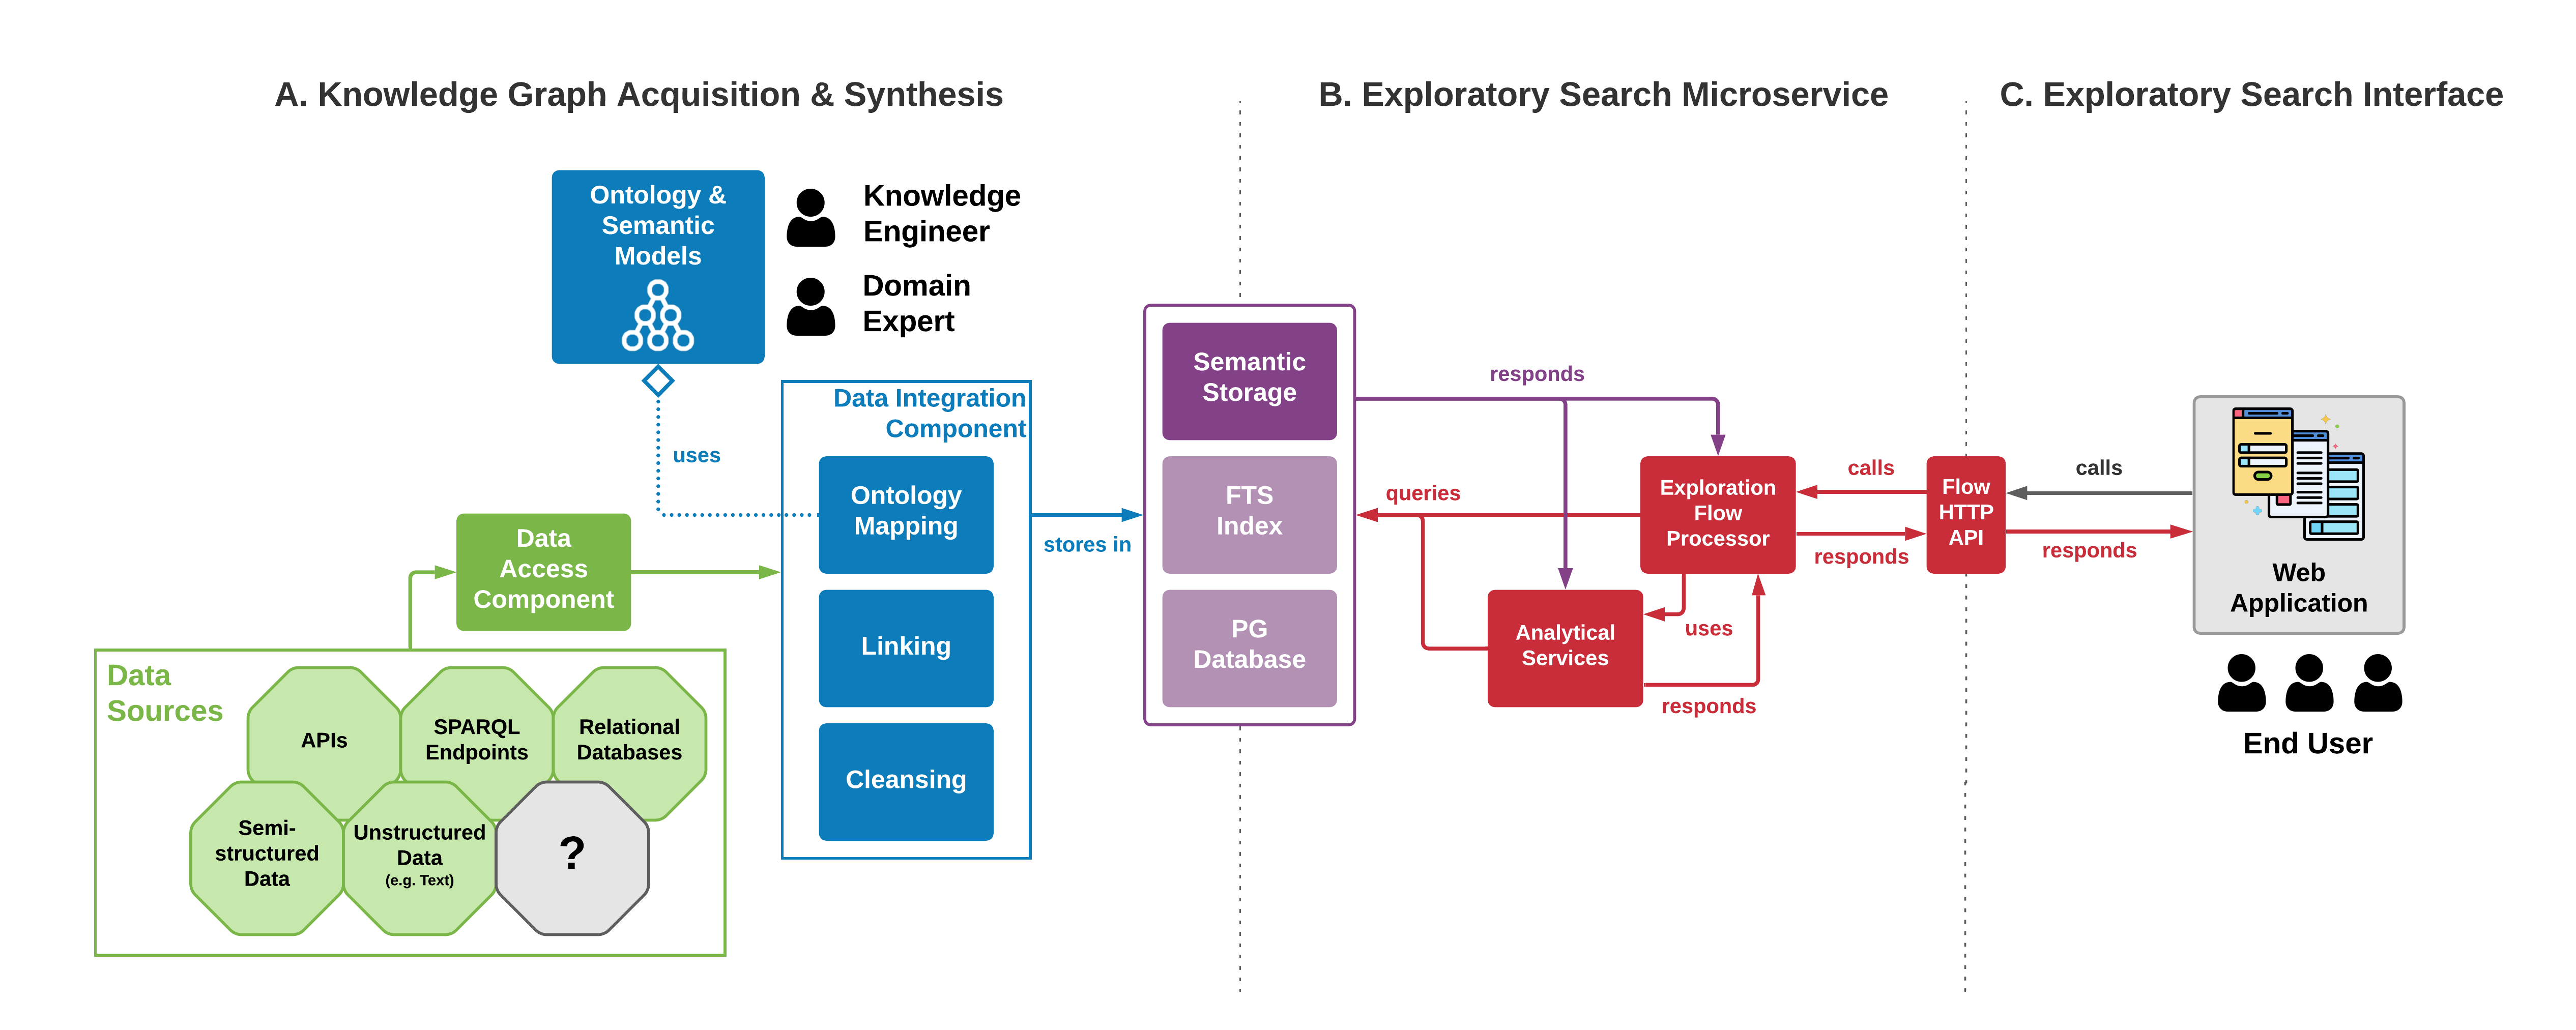 A. Knowledge Graph Acquisition & Synthesis
B. Exploratory Search Microservice
C. Exploratory Search Interface
Ontology &
Semantic
Models
Knowledge
Engineer
Domain
Expert
uses
Data Integration
Component
Ontology
Mapping
Linking
Cleansing
Data
Access
Component
Data
Sources
APIs
SPARQL
Endpoints
Relational
Databases
Semi-
structured
Data
Unstructured
Data
(e.g. Text)
?
stores in
Semantic
Storage
FTS
Index
PG
Database
responds
queries
Exploration
Flow
Processor
Analytical
Services
uses
responds
calls
responds
Flow
HTTP
API
calls
responds
Web
Application
End User